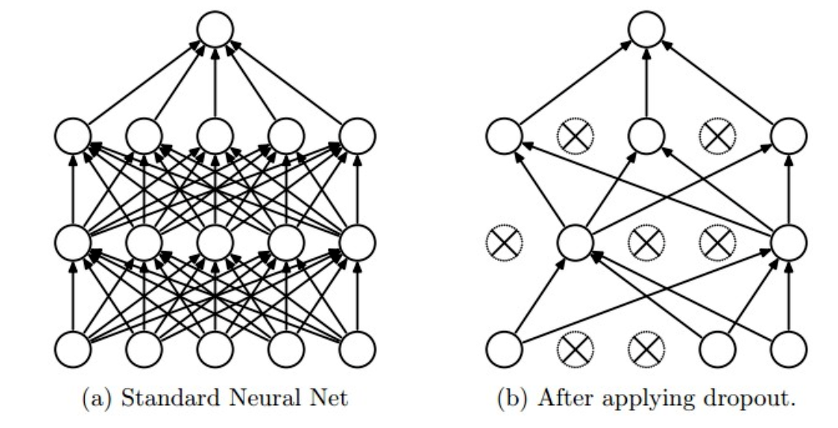 (a) Standard Neural Net
(b) After applying dropout.